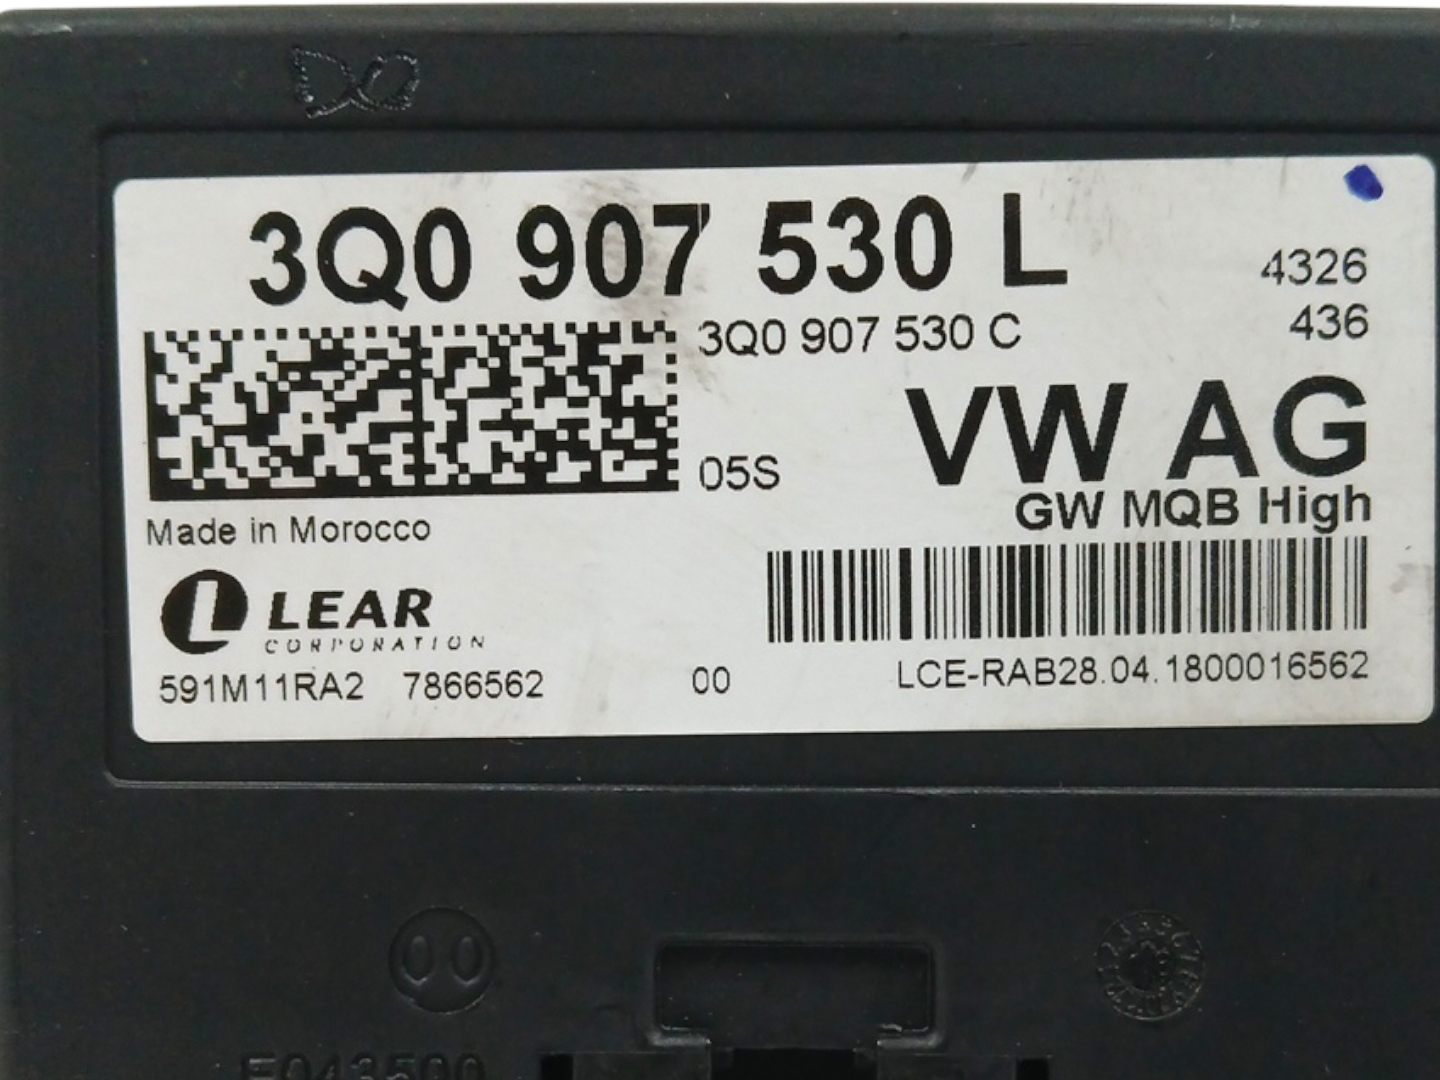 3Q0 907 530 L
4326
3Q0 907 530 C
436
VW AG
05S
GW MQB High
Made in Morocco
LEAR
CORPORATION
591M11RA2 7866562 00 LCE-RAB28.04.1800016562
00